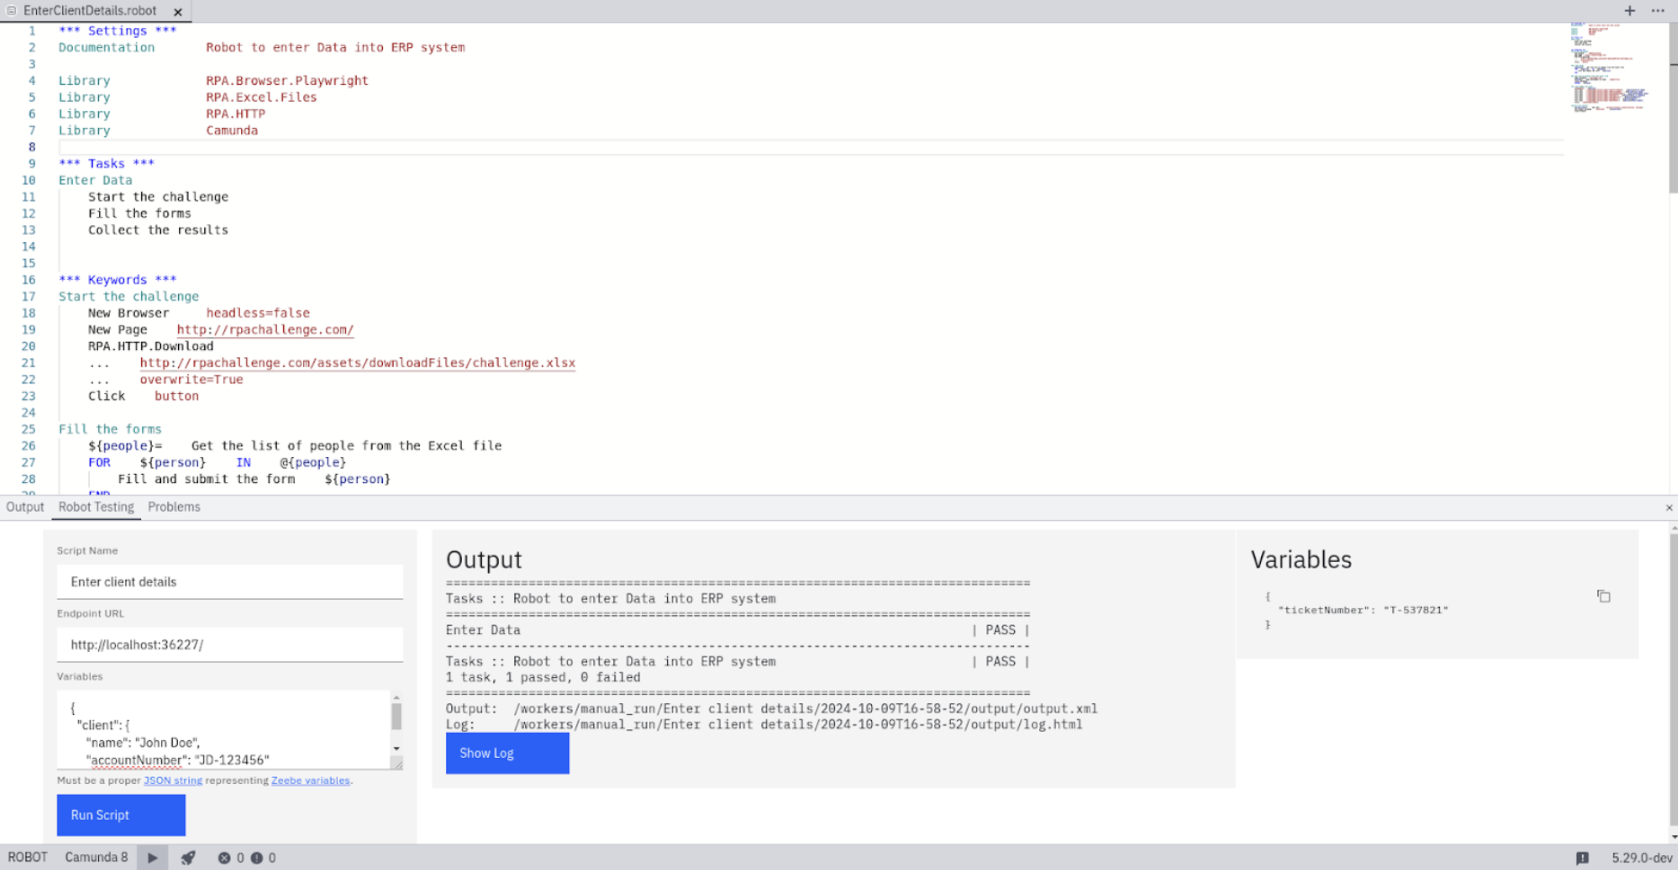 EnterClientDetails.robot
1 *** Settings ***
2 Documentation Robot to enter Data into ERP system
3
4 Library RPA.Browser.Playwright
5 Library RPA.Excel.Files
6 Library RPA.HTTP
7 Library Camunda
8
9 *** Tasks ***
10 Enter Data
11 Start the challenge
12 Fill the forms
13 Collect the results
14
15
16 *** Keywords ***
17 Start the challenge
18 New Browser headless=false
19 New Page http://rpachallenge.com/
20 RPA.HTTP.Download
21 ... http://rpachallenge.com/assets/downloadFiles/challenge.xlsx
22 ... overwrite=True
23 Click button
24
25 Fill the forms
26 ${people}= Get the list of people from the Excel file
27 FOR ${person} IN @{people}
28 Fill and submit the form ${person}
29 END
Output Robot Testing Problems
Script Name
Enter client details
Endpoint URL
http://localhost:36227/
Variables
{
"client": {
"name": "John Doe",
"accountNumber": "JD-123456"
Must be a proper JSON string representing Zeebe variables.
Run Script
Output
==============================================================================
Tasks :: Robot to enter Data into ERP system
==============================================================================
Enter Data | PASS |
------------------------------------------------------------------------------
Tasks :: Robot to enter Data into ERP system | PASS |
1 task, 1 passed, 0 failed
==============================================================================
Output: /workers/manual_run/Enter client details/2024-10-09T16-58-52/output/output.xml
Log: /workers/manual_run/Enter client details/2024-10-09T16-58-52/output/log.html
Show Log
Variables
{
"ticketNumber": "T-537821"
}
ROBOT Camunda 8 0 0 5.29.0-dev